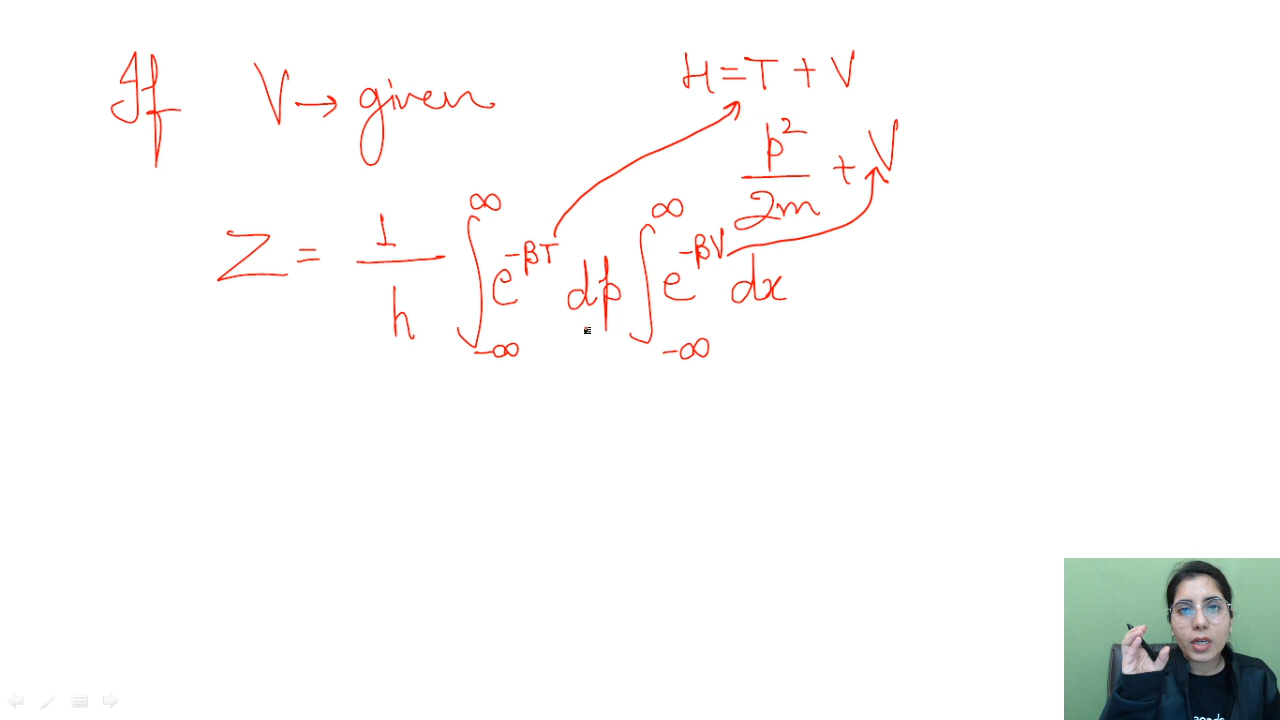 If V → given
H = T + V
p²/2m + V
Z = 1/h ∫_{-∞}^{∞} e^{-βT} dp ∫_{-∞}^{∞} e^{-βV} dx